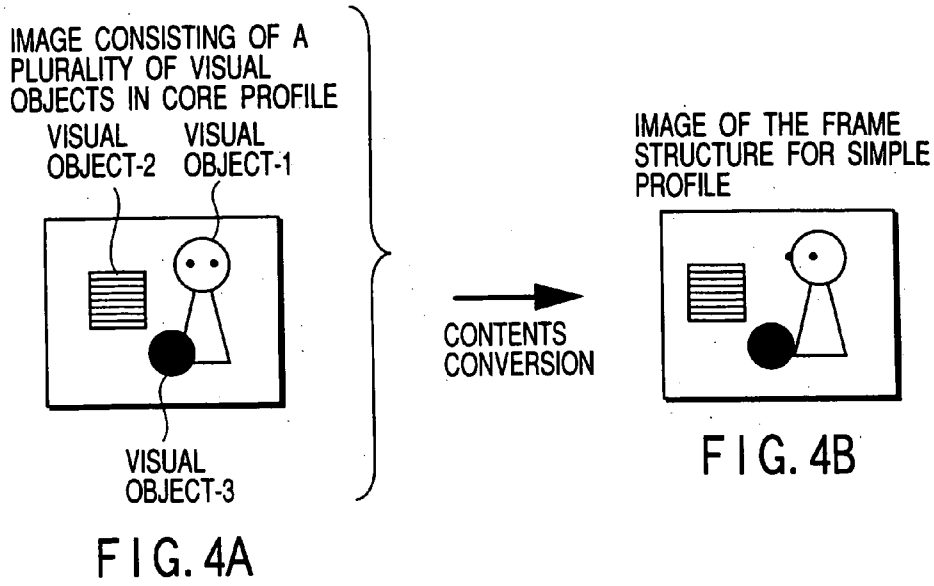 IMAGE CONSISTING OF A
PLURALITY OF VISUAL
OBJECTS IN CORE PROFILE
VISUAL
OBJECT-2
VISUAL
OBJECT-1
VISUAL
OBJECT-3
FIG. 4A
CONTENTS
CONVERSION
IMAGE OF THE FRAME
STRUCTURE FOR SIMPLE
PROFILE
FIG. 4B